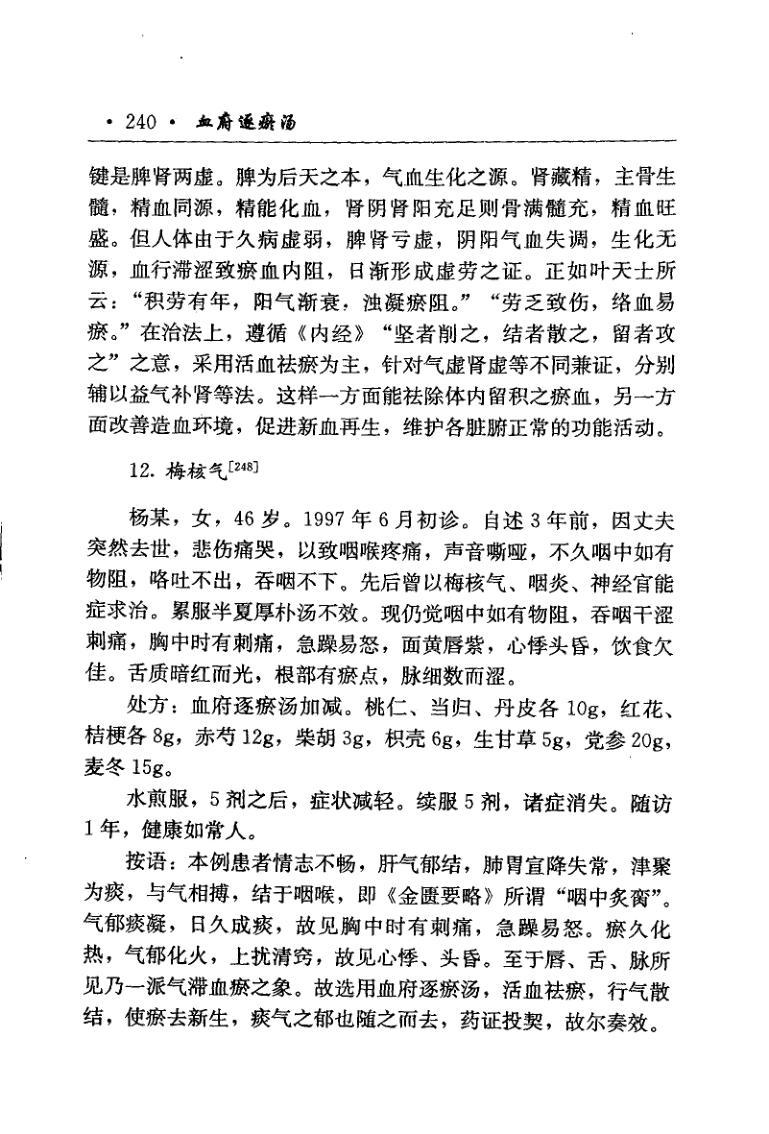 · 240 · 血府逐瘀汤
键是脾肾两虚。脾为后天之本，气血生化之源。肾藏精，主骨生
髓，精血同源，精能化血，肾阴肾阳充足则骨满髓充，精血旺
盛。但人体由于久病虚弱，脾肾亏虚，阴阳气血失调，生化无
源，血行滞涩致瘀血内阻，日渐形成虚劳之证。正如叶天士所
云：“积劳有年，阳气渐衰，浊凝瘀阻。”“劳乏致伤，络血易
瘀。”在治法上，遵循《内经》“坚者削之，结者散之，留者攻
之”之意，采用活血祛瘀为主，针对气虚肾虚等不同兼证，分别
辅以益气补肾等法。这样一方面能祛除体内留积之瘀血，另一方
面改善造血环境，促进新血再生，维护各脏腑正常的功能活动。
12. 梅核气[248]
杨某，女，46 岁。1997 年 6 月初诊。自述 3 年前，因丈夫
突然去世，悲伤痛哭，以致咽喉疼痛，声音嘶哑，不久咽中如有
物阻，咯吐不出，吞咽不下。先后曾以梅核气、咽炎、神经官能
症求治。累服半夏厚朴汤不效。现仍觉咽中如有物阻，吞咽干涩
刺痛，胸中时有刺痛，急躁易怒，面黄唇紫，心悸头昏，饮食欠
佳。舌质暗红而光，根部有瘀点，脉细数而涩。
处方：血府逐瘀汤加减。桃仁、当归、丹皮各 10g，红花、
桔梗各 8g，赤芍 12g，柴胡 3g，枳壳 6g，生甘草 5g，党参 20g，
麦冬 15g。
水煎服，5 剂之后，症状减轻。续服 5 剂，诸症消失。随访
1 年，健康如常人。
按语：本例患者情志不畅，肝气郁结，肺胃宣降失常，津聚
为痰，与气相搏，结于咽喉，即《金匮要略》所谓“咽中炙脔”。
气郁痰凝，日久成痰，故见胸中时有刺痛，急躁易怒。瘀久化
热，气郁化火，上扰清窍，故见心悸、头昏。至于唇、舌、脉所
见乃一派气滞血瘀之象。故选用血府逐瘀汤，活血祛瘀，行气散
结，使瘀去新生，痰气之郁也随之而去，药证投契，故尔奏效。